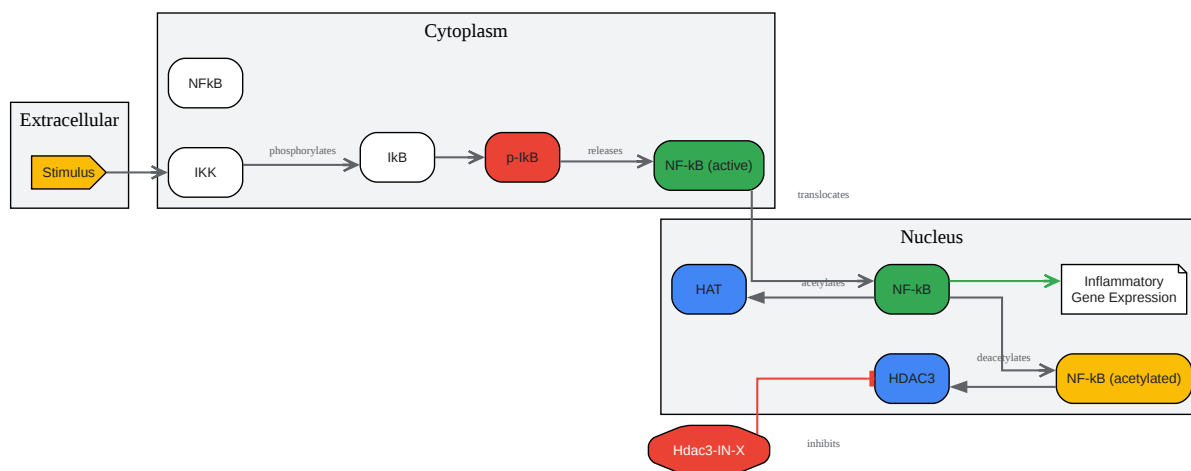 Cytoplasm
NFkB
Extracellular
Stimulus
IKK
phosphorylates
IkB
p-IkB
releases
NF-kB (active)
translocates
Nucleus
HAT
acetylates
NF-kB
Inflammatory
Gene Expression
deacetylates
HDAC3
NF-kB (acetylated)
Hdac3-IN-X
inhibits